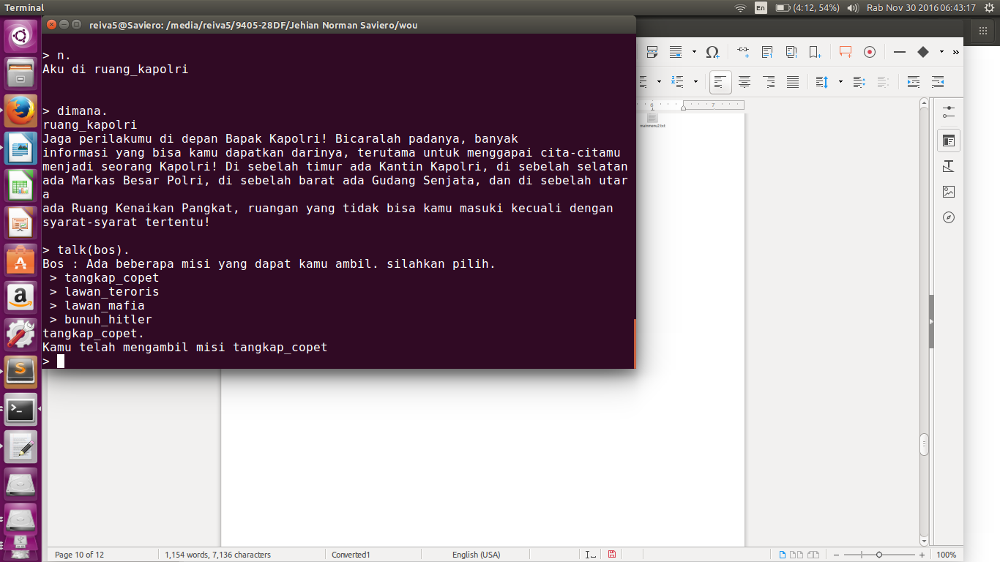 Terminal
En
(4:12, 54%)
Rab Nov 30 2016 06:43:17
reiva5@Saviero: /media/reiva5/9405-28DF/Jehian Norman Saviero/wou
> n.
Aku di ruang_kapolri
> dimana.
ruang_kapolri
Jaga perilakumu di depan Bapak Kapolri! Bicaralah padanya, banyak
informasi yang bisa kamu dapatkan darinya, terutama untuk menggapai cita-citamu
menjadi seorang Kapolri! Di sebelah timur ada Kantin Kapolri, di sebelah selatan
ada Markas Besar Polri, di sebelah barat ada Gudang Senjata, dan di sebelah utar
a
ada Ruang Kenaikan Pangkat, ruangan yang tidak bisa kamu masuki kecuali dengan
syarat-syarat tertentu!
> talk(bos).
Bos : Ada beberapa misi yang dapat kamu ambil. silahkan pilih.
> tangkap_copet
> lawan_teroris
> lawan_mafia
> bunuh_hitler
tangkap_copet.
Kamu telah mengambil misi tangkap_copet
>
6
7
mainmenu2.txt
Page 10 of 12
1,154 words, 7,136 characters
Converted1
English (USA)
100%